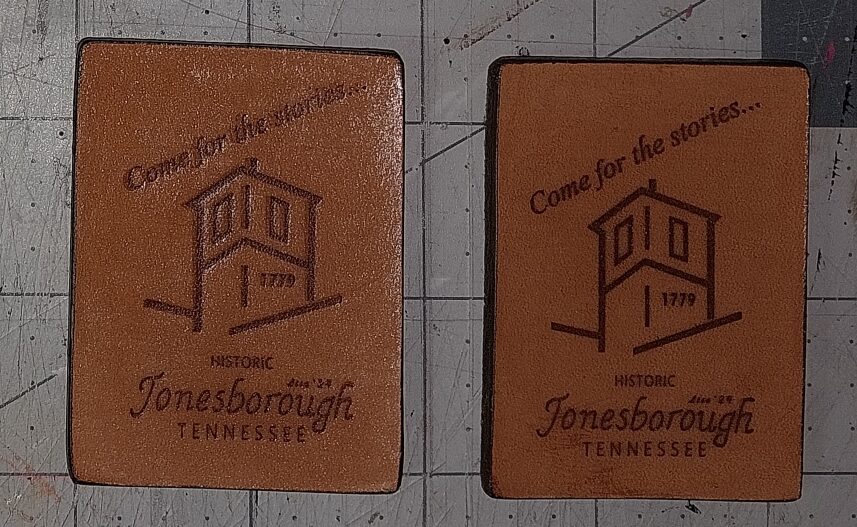 Come for the stories...
1779
HISTORIC
Jonesborough
TENNESSEE
Come for the stories...
1779
HISTORIC
Jonesborough
TENNESSEE